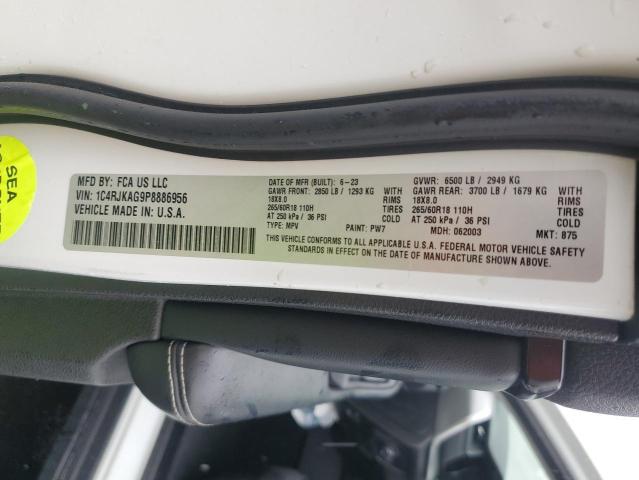 SEA
MFD BY: FCA US LLC
VIN: 1C4RJKAG9P8886956
VEHICLE MADE IN U.S.A.
DATE OF MFR (BUILT): 6-23
GAWR FRONT: 2850 LB / 1293 KG WITH
18X8.0 RIMS
265/60R18 110H TIRES
AT 250 kPa / 36 PSI COLD
TYPE: MPV PAINT: PW7
GVWR: 6500 LB / 2949 KG
GAWR REAR: 3700 LB / 1679 KG WITH
18X8.0 RIMS
265/60R18 110H TIRES
AT 250 kPa / 36 PSI COLD
MDH: 062003 MKT: 875
THIS VEHICLE CONFORMS TO ALL APPLICABLE U.S.A. FEDERAL MOTOR VEHICLE SAFETY
STANDARDS IN EFFECT ON THE DATE OF MANUFACTURE SHOWN ABOVE.